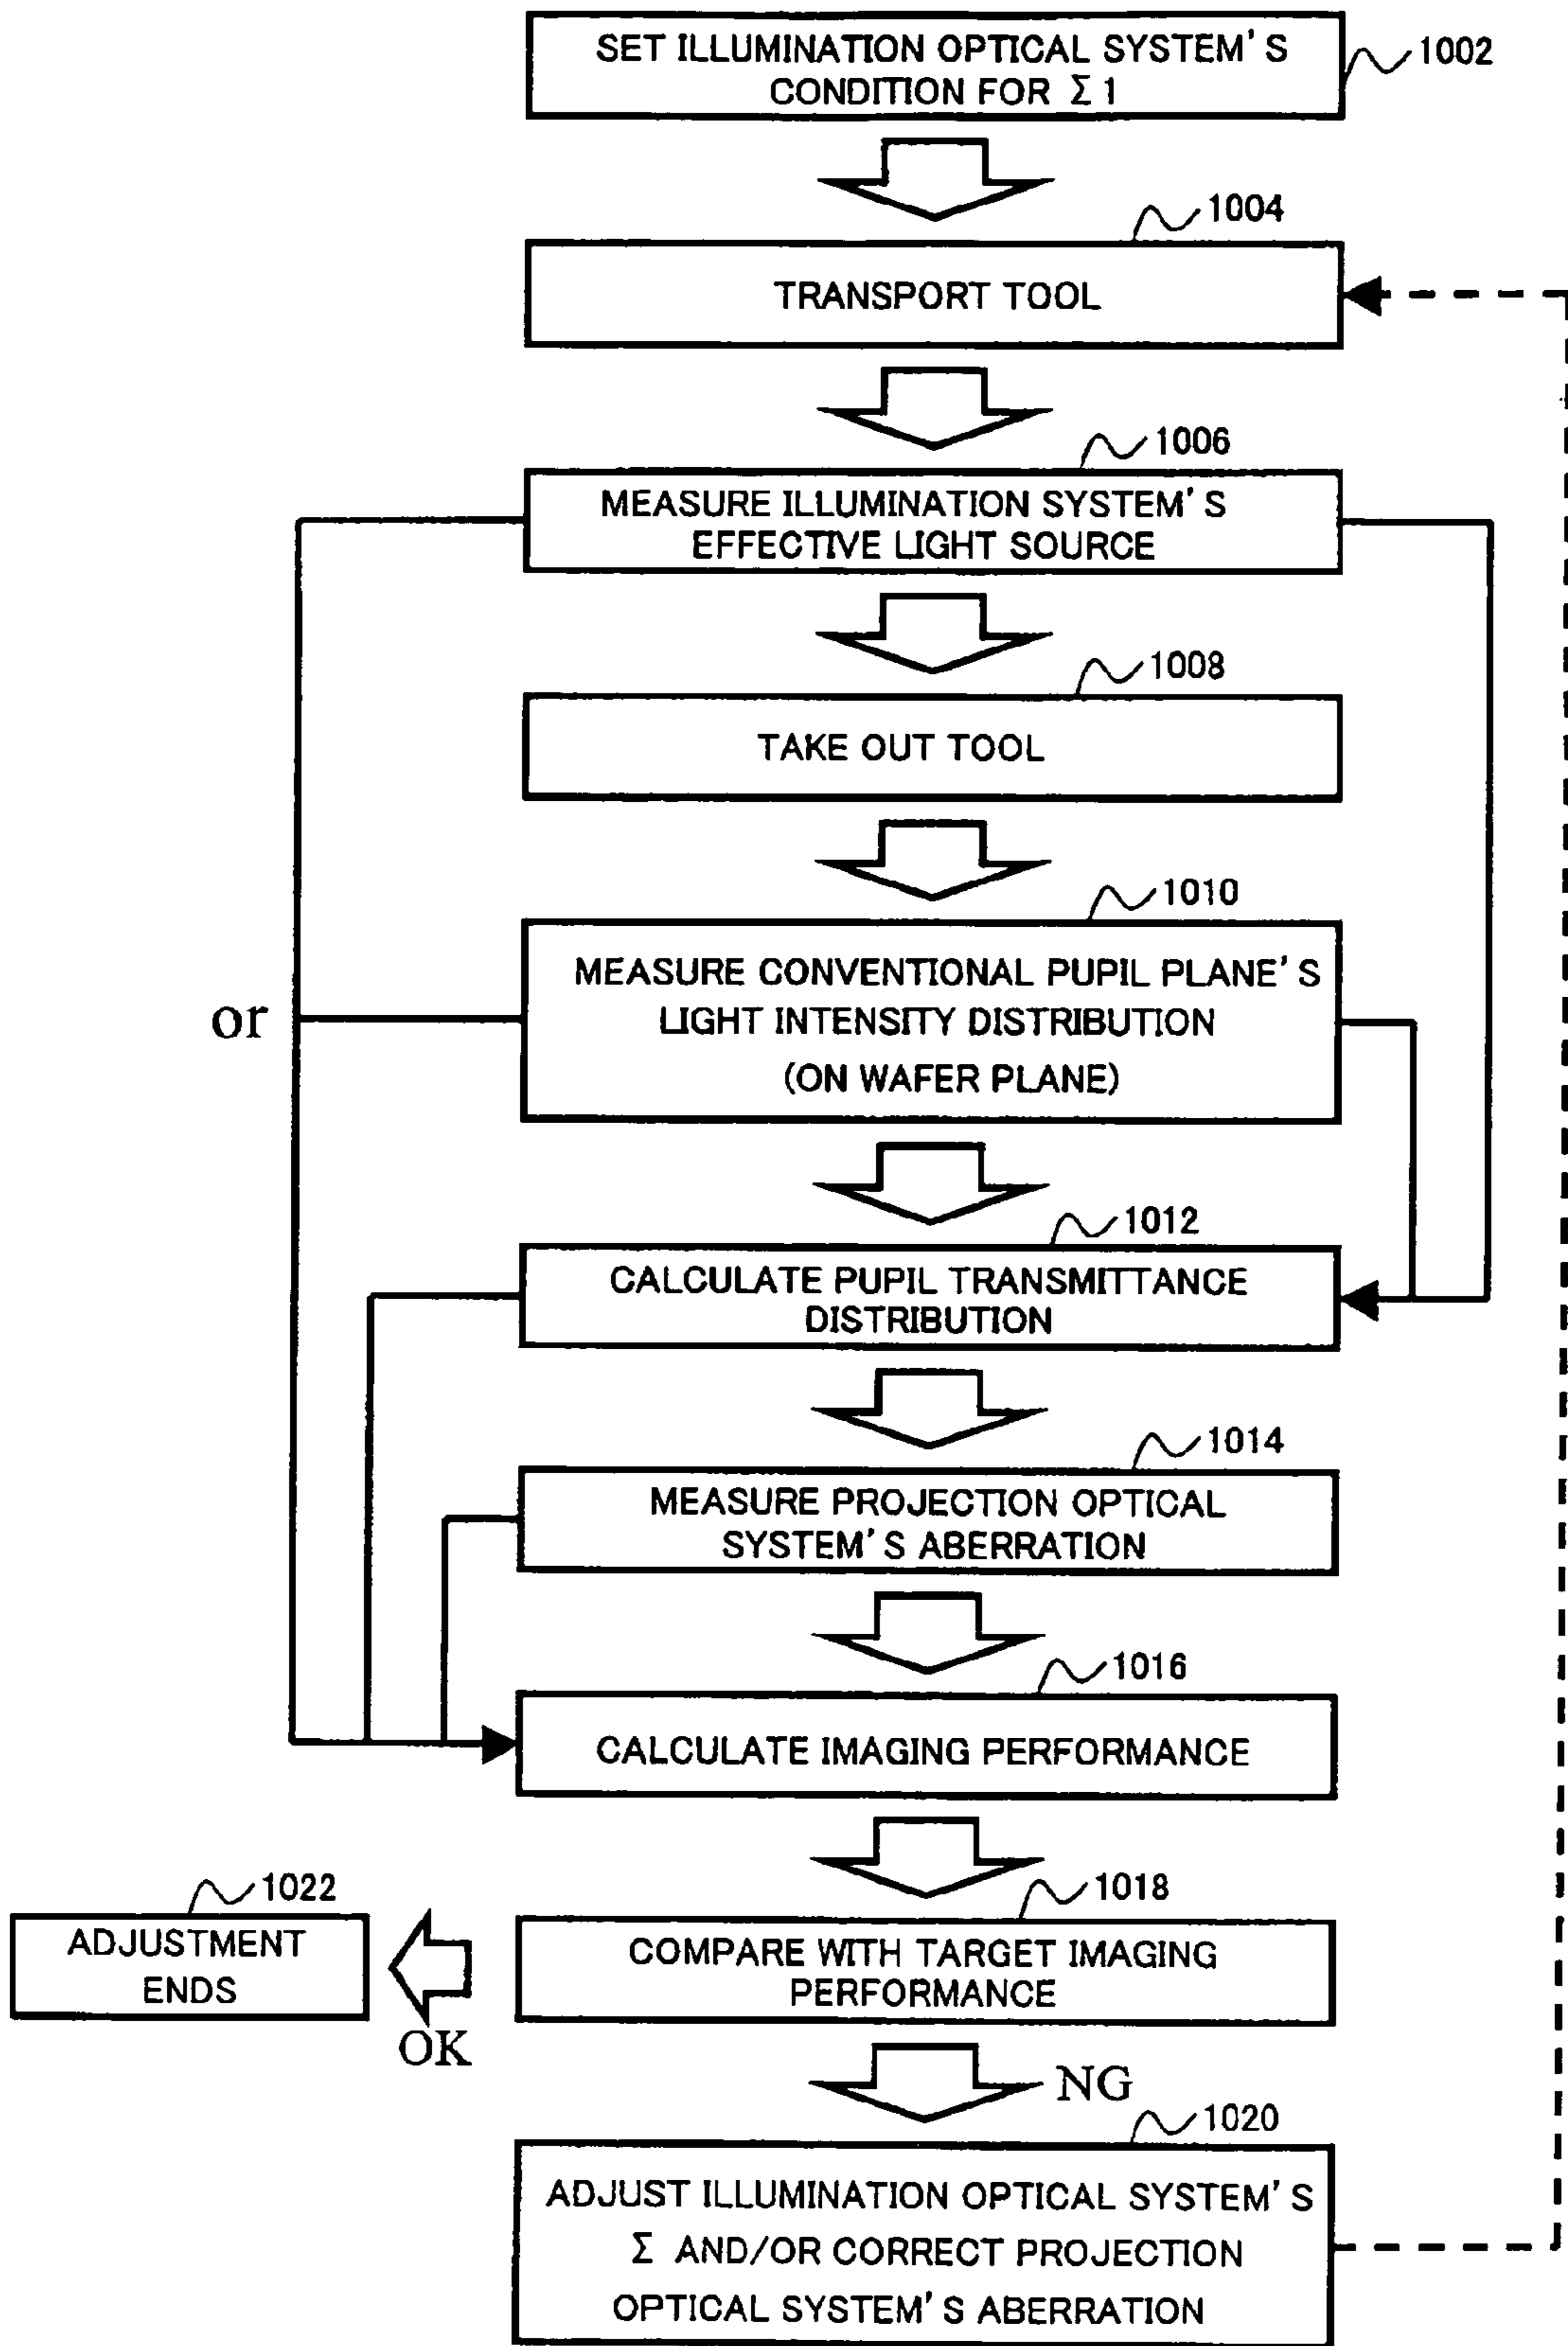 SET ILLUMINATION OPTICAL SYSTEM'S
CONDITION FOR Σ 1
1002
1004
TRANSPORT TOOL
1006
MEASURE ILLUMINATION SYSTEM'S
EFFECTIVE LIGHT SOURCE
1008
TAKE OUT TOOL
1010
MEASURE CONVENTIONAL PUPIL PLANE'S
LIGHT INTENSITY DISTRIBUTION
(ON WAFER PLANE)
or
1012
CALCULATE PUPIL TRANSMITTANCE
DISTRIBUTION
1014
MEASURE PROJECTION OPTICAL
SYSTEM'S ABERRATION
1016
CALCULATE IMAGING PERFORMANCE
1018
COMPARE WITH TARGET IMAGING
PERFORMANCE
1022
ADJUSTMENT
ENDS
OK
NG
1020
ADJUST ILLUMINATION OPTICAL SYSTEM'S
Σ AND/OR CORRECT PROJECTION
OPTICAL SYSTEM'S ABERRATION